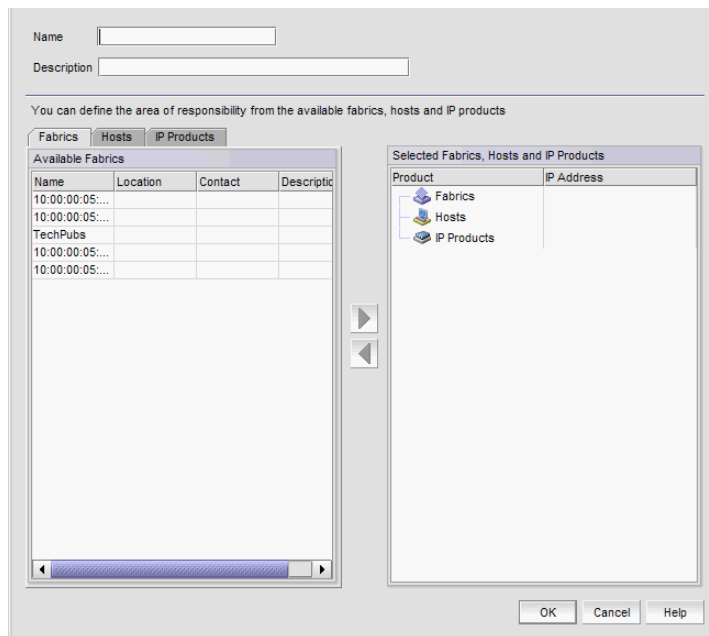 Name
Description
You can define the area of responsibility from the available fabrics, hosts and IP products
Fabrics Hosts IP Products
Available Fabrics
Name Location Contact Descriptic
10:00:00:05:...
10:00:00:05:...
TechPubs
10:00:00:05:...
10:00:00:05:...
Selected Fabrics, Hosts and IP Products
Product IP Address
Fabrics
Hosts
IP Products
OK Cancel Help